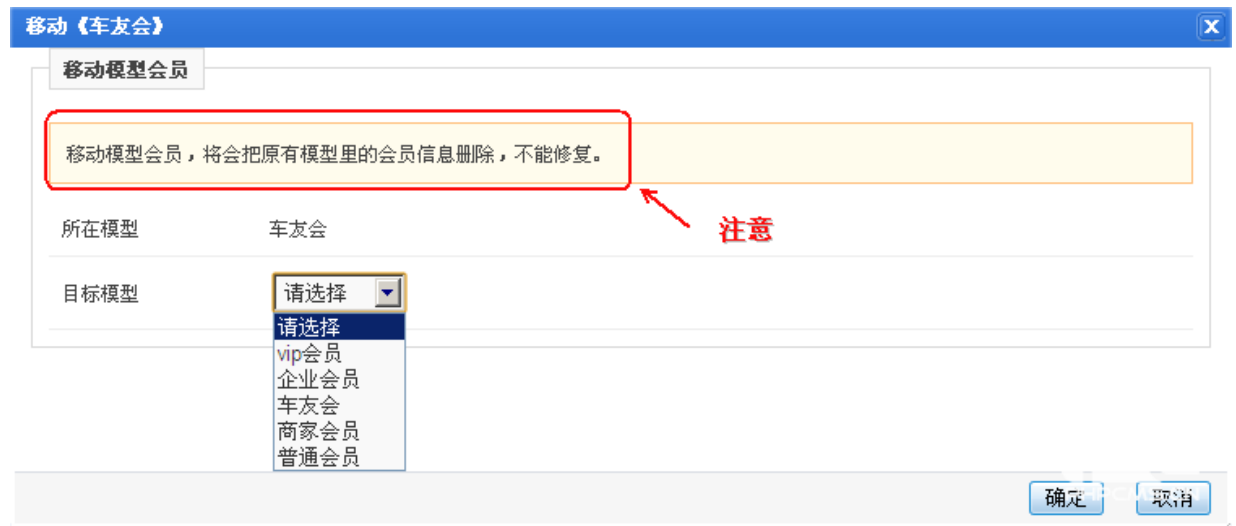 移动《车友会》
移动模型会员
移动模型会员，将会把原有模型里的会员信息删除，不能修复。
注意
所在模型 车友会
目标模型 请选择
请选择
vip会员
企业会员
车友会
商家会员
普通会员
确定 取消